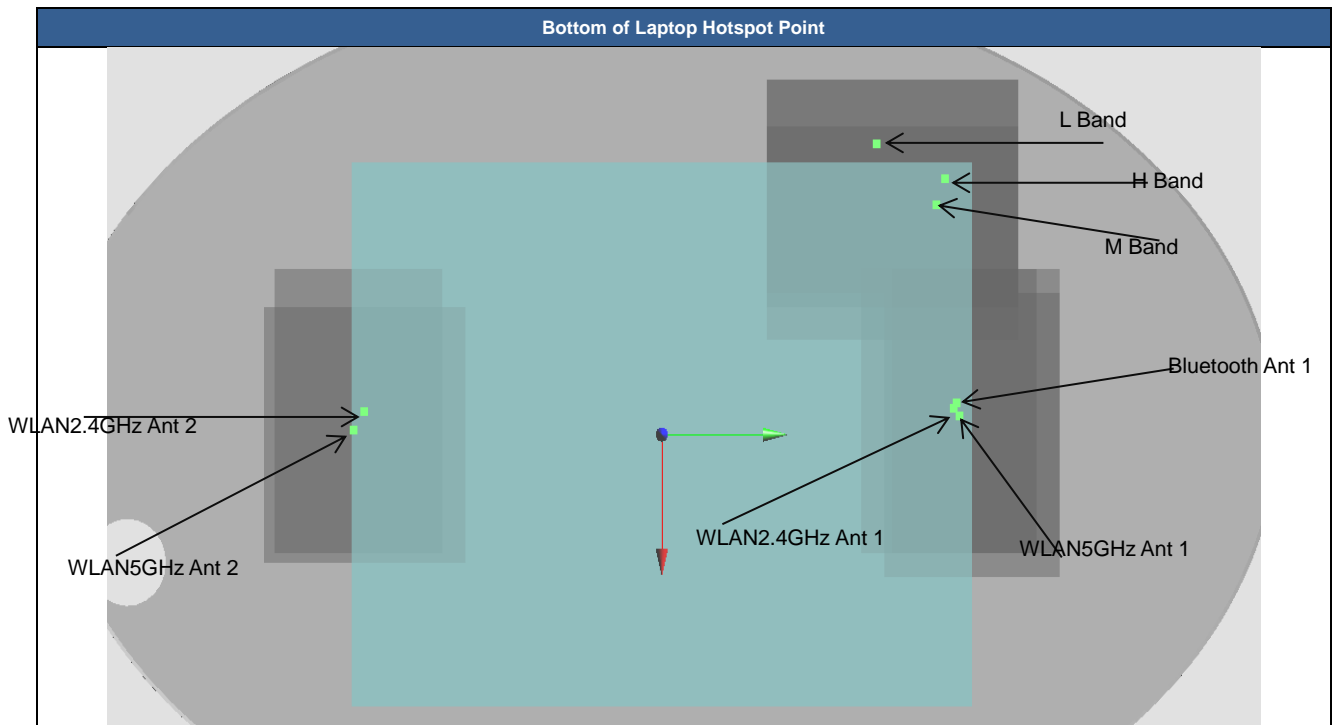 Bottom of Laptop Hotspot Point
L Band
H Band
M Band
Bluetooth Ant 1
WLAN2.4GHz Ant 2
WLAN2.4GHz Ant 1
WLAN5GHz Ant 1
WLAN5GHz Ant 2